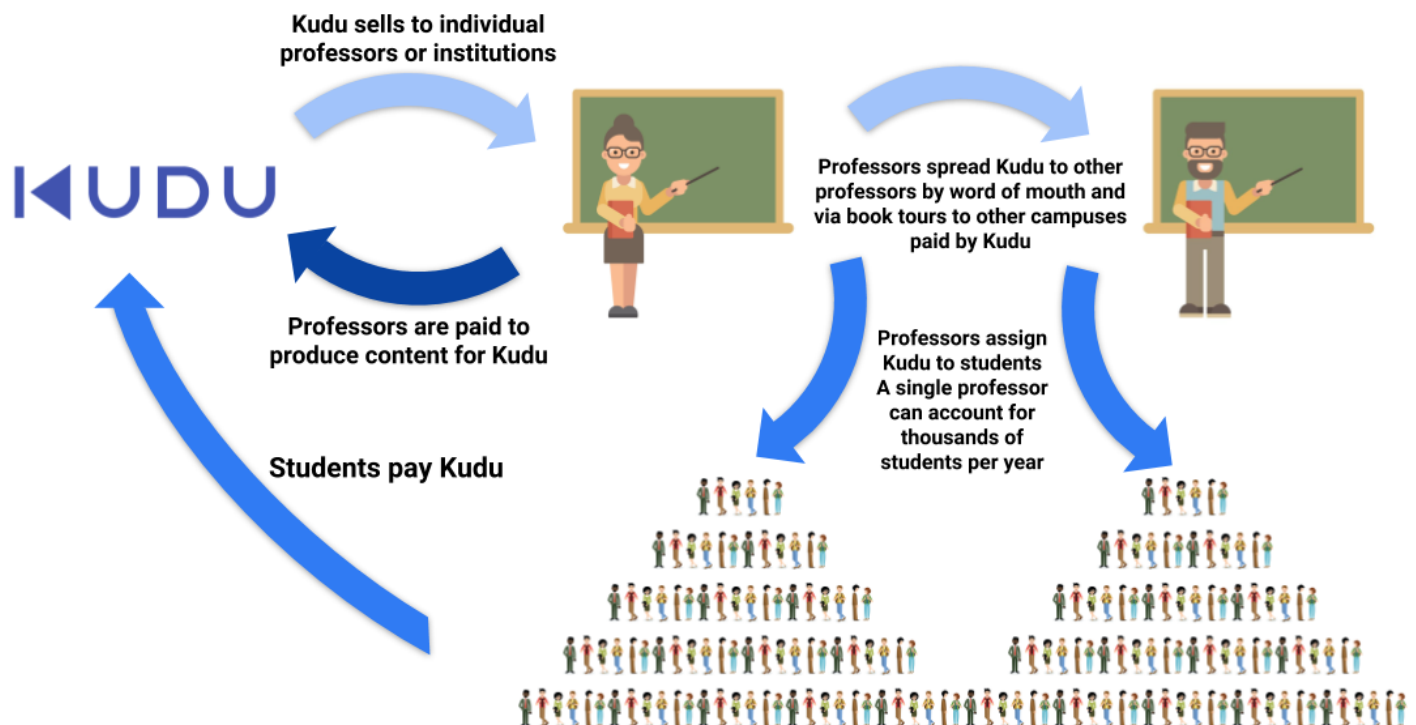 Kudu sells to individual
professors or institutions
KUDU
Professors spread Kudu to other
professors by word of mouth and
via book tours to other campuses
paid by Kudu
Professors are paid to
produce content for Kudu
Professors assign
Kudu to students
A single professor
can account for
thousands of
students per year
Students pay Kudu